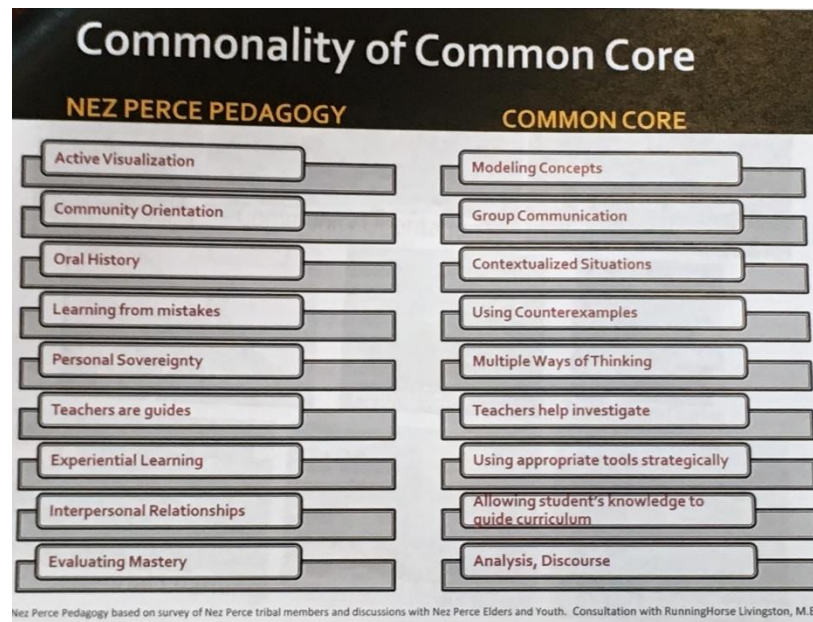 Commonality of Common Core
NEZ PERCE PEDAGOGY
Active Visualization
Community Orientation
Oral History
Learning from mistakes
Personal Sovereignty
Teachers are guides
Experiential Learning
Interpersonal Relationships
Evaluating Mastery
COMMON CORE
Modeling Concepts
Group Communication
Contextualized Situations
Using Counterexamples
Multiple Ways of Thinking
Teachers help investigate
Using appropriate tools strategically
Allowing student's knowledge to
guide curriculum
Analysis, Discourse
Nez Perce Pedagogy based on survey of Nez Perce tribal members and discussions with Nez Perce Elders and Youth. Consultation with RunningHorse Livingston,